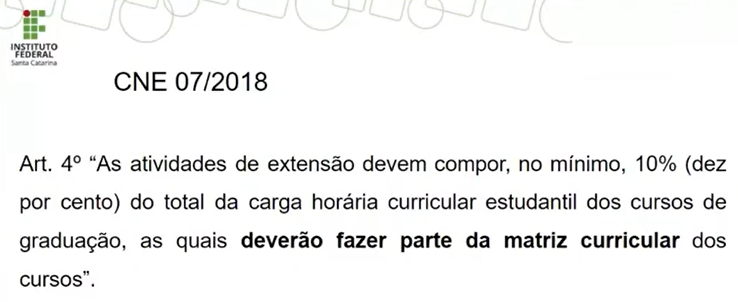 INSTITUTO
FEDERAL
Santa Catarina
CNE 07/2018
Art. 4º “As atividades de extensão devem compor, no mínimo, 10% (dez
por cento) do total da carga horária curricular estudantil dos cursos de
graduação, as quais deverão fazer parte da matriz curricular dos
cursos”.